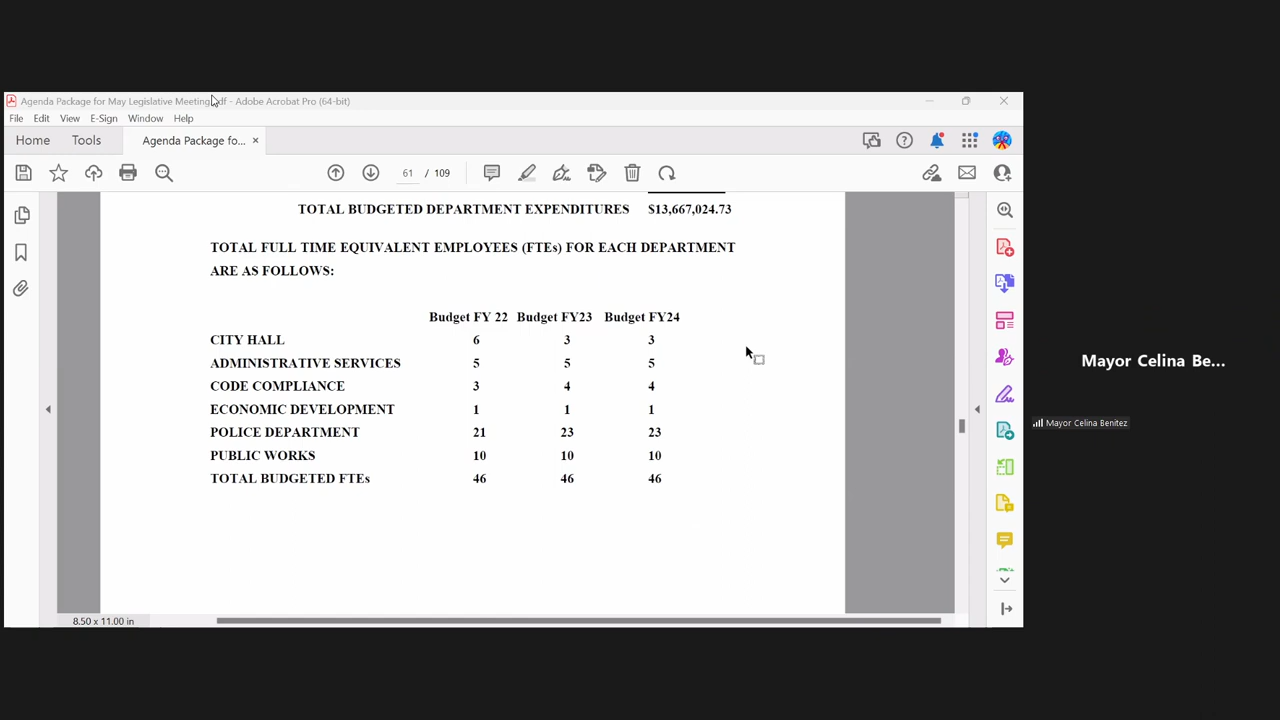 Agenda Package for May Legislative Meeting.pdf - Adobe Acrobat Pro (64-bit)
File Edit View E-Sign Window Help
Home Tools Agenda Package fo... ×
61 / 109
TOTAL BUDGETED DEPARTMENT EXPENDITURES $13,667,024.73
TOTAL FULL TIME EQUIVALENT EMPLOYEES (FTEs) FOR EACH DEPARTMENT
ARE AS FOLLOWS:
Budget FY 22 Budget FY23 Budget FY24
CITY HALL 6 3 3
ADMINISTRATIVE SERVICES 5 5 5
CODE COMPLIANCE 3 4 4
ECONOMIC DEVELOPMENT 1 1 1
POLICE DEPARTMENT 21 23 23
PUBLIC WORKS 10 10 10
TOTAL BUDGETED FTEs 46 46 46
8.50 x 11.00 in
Mayor Celina Be...
Mayor Celina Benitez